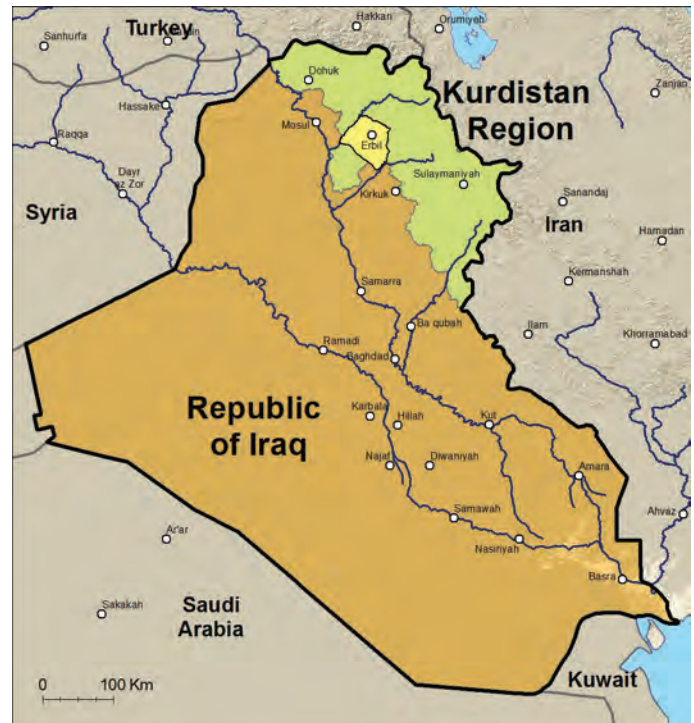 Hakkari
Orumiyeh
Turkey
Sanhurfa
Dohuk
Zanjan
Kurdistan
Region
Hassake
Mosul
Raqqa
Erbil
Dayr
az Zor
Sulaymaniyah
Kirkuk
Sanandaj
Syria
Iran
Hamadan
Kermanshah
Samarra
Ba qubah
Ilam
Khorramabad
Ramadi
Baghdad
Republic
of Iraq
Karbala
Hillah
Kut
Najaf
Diwaniyah
Amara
Samawah
Ahvaz
Ar'ar
Nasiriyah
Basra
Sakakah
Saudi
Arabia
Kuwait
0 100 Km